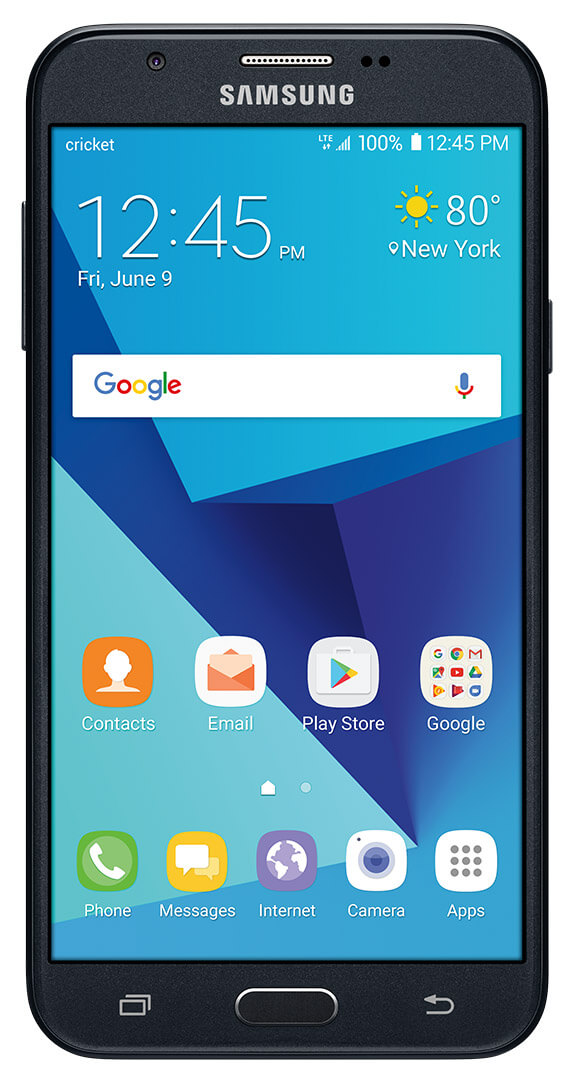 SAMSUNG
cricket LTE 100% 12:45 PM
12:45 PM
80°
Fri, June 9
New York
Google
Contacts Email Play Store Google
Phone Messages Internet Camera Apps